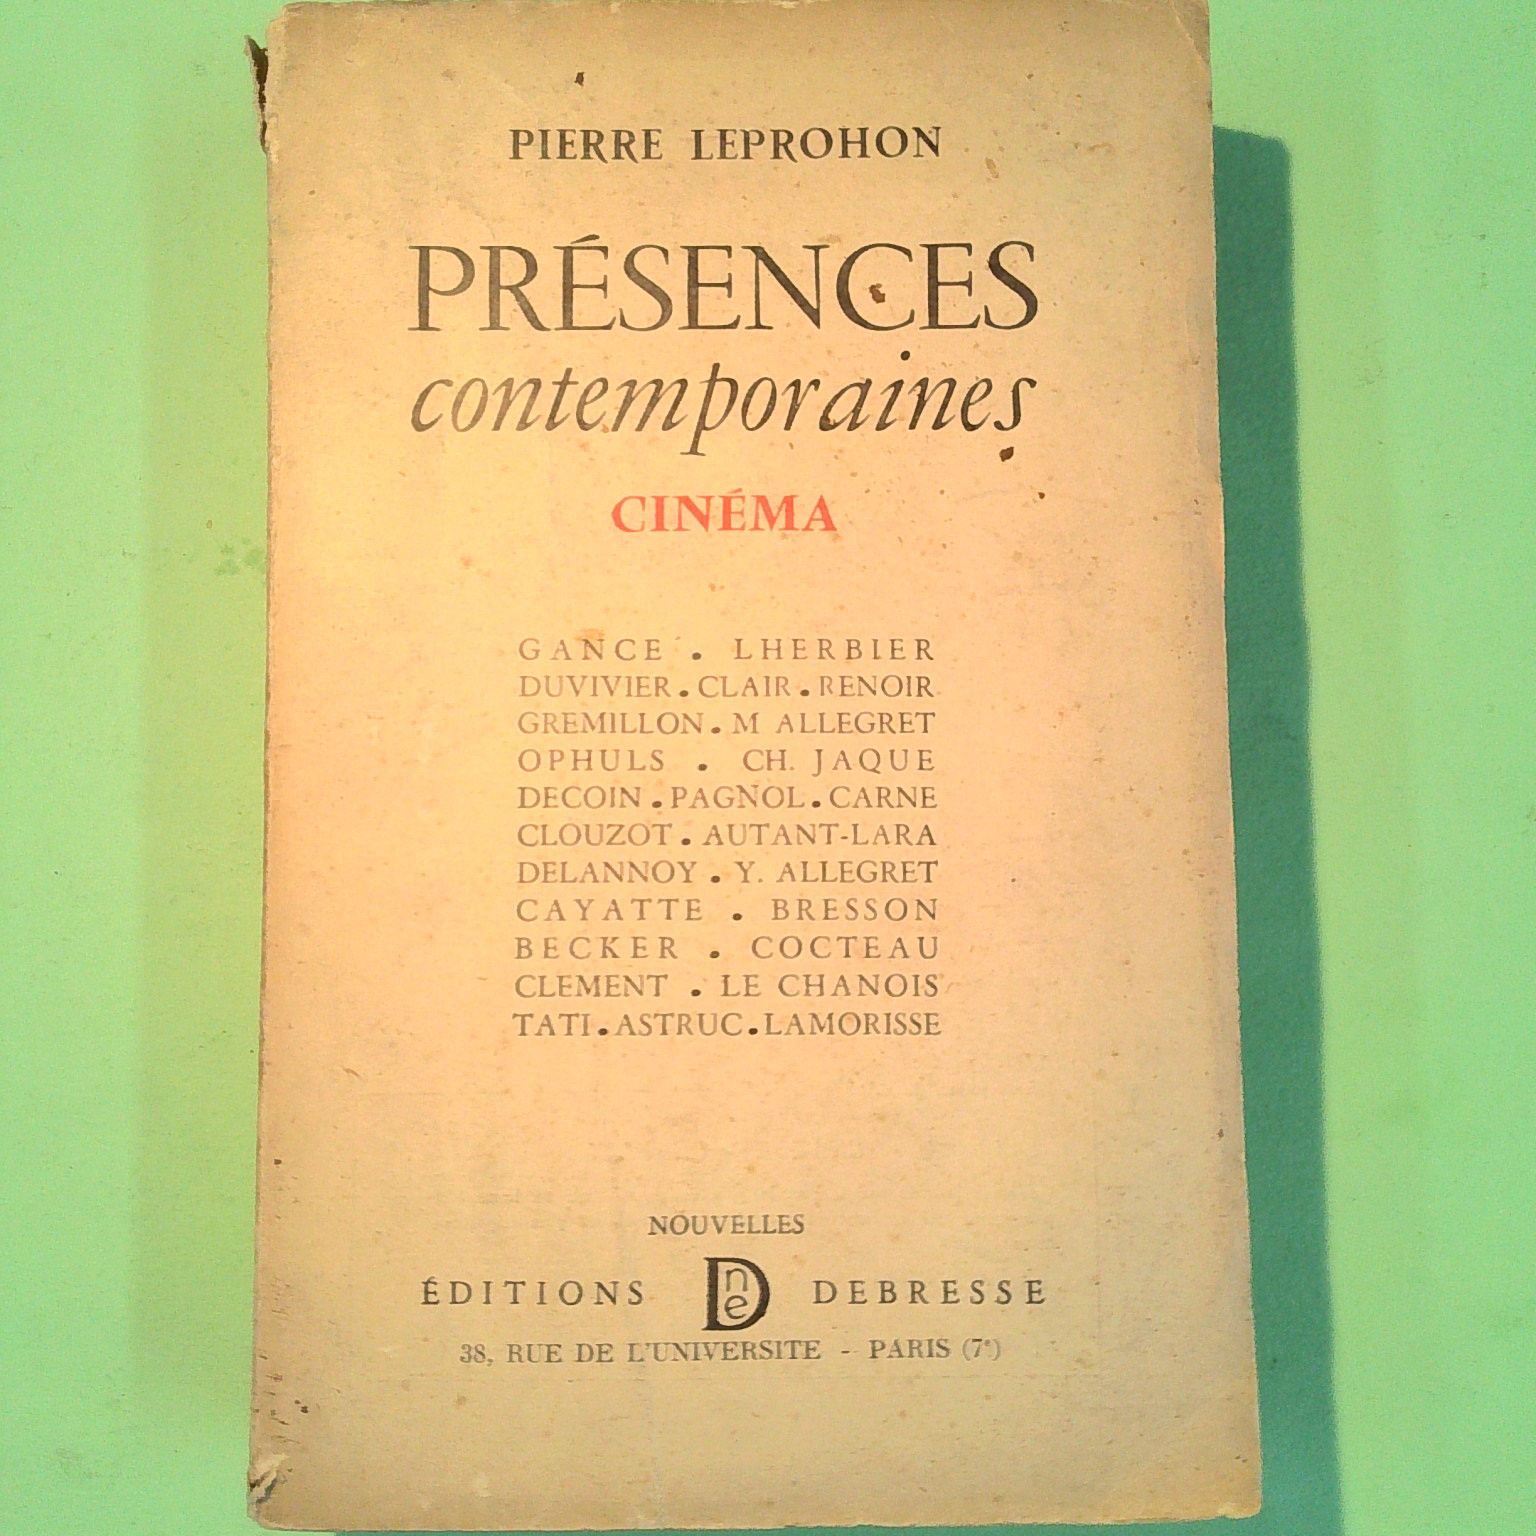 PIERRE LEPROHON
PRÉSENCES
contemporaines
CINÉMA
GANCE . LHERBIER
DUVIVIER . CLAIR . RENOIR
GREMILLON . M ALLEGRET
OPHULS . CH. JAQUE
DECOIN . PAGNOL . CARNE
CLOUZOT . AUTANT-LARA
DELANNOY . Y. ALLEGRET
CAYATTE . BRESSON
BECKER . COCTEAU
CLEMENT . LE CHANOIS
TATI . ASTRUC . LAMORISSE
NOUVELLES
ÉDITIONS Dne DEBRESSE
38, RUE DE L'UNIVERSITE - PARIS (7e)